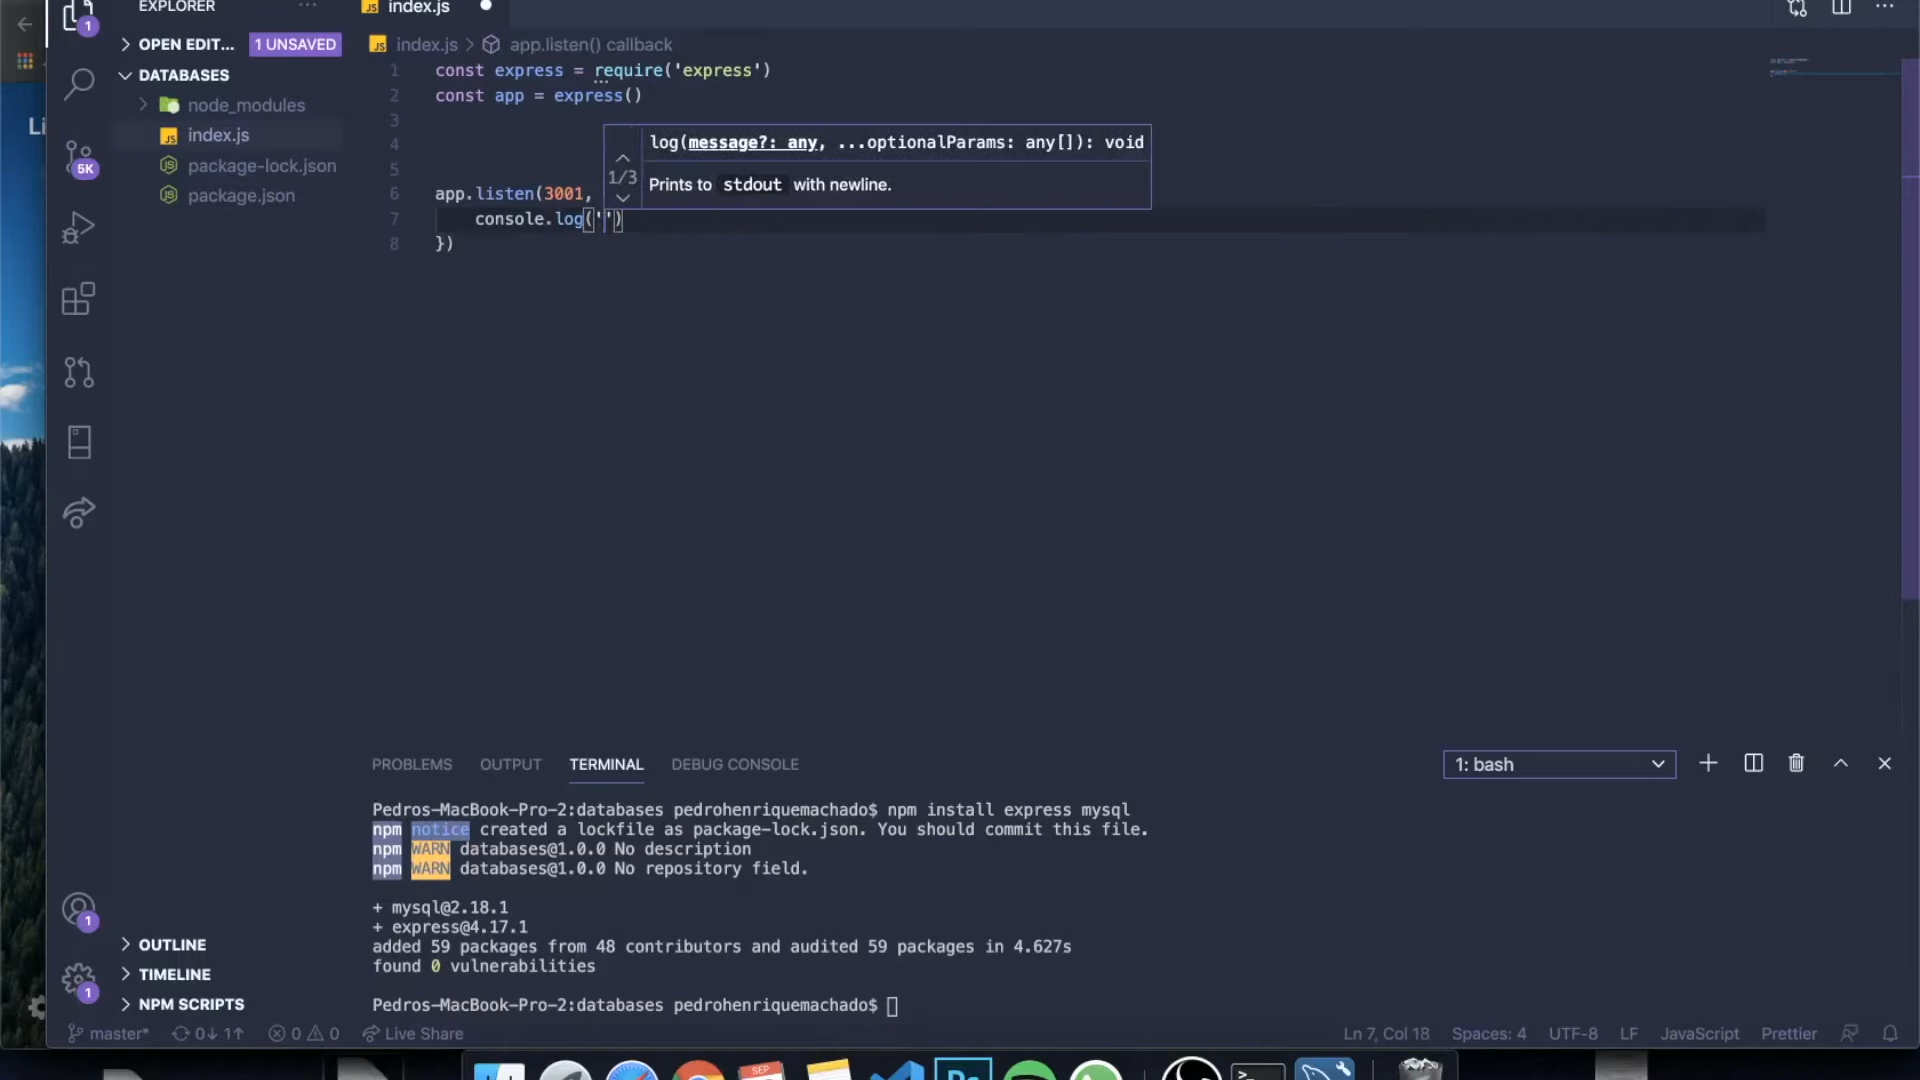 EXPLORER
index.js
1
OPEN EDIT...
1 UNSAVED
DATABASES
node_modules
index.js
package-lock.json
package.json
5K
Li
index.js > app.listen() callback
1 const express = require('express')
2 const app = express()
3
4
5
6 app.listen(3001,
7 console.log('')
8 })
log(message?: any, ...optionalParams: any[]): void
1/3
Prints to stdout with newline.
PROBLEMS OUTPUT TERMINAL DEBUG CONSOLE
1: bash
Pedros-MacBook-Pro-2:databases pedrohenriquemachado$ npm install express mysql
npm notice created a lockfile as package-lock.json. You should commit this file.
npm WARN databases@1.0.0 No description
npm WARN databases@1.0.0 No repository field.
+ mysql@2.18.1
+ express@4.17.1
added 59 packages from 48 contributors and audited 59 packages in 4.627s
found 0 vulnerabilities
Pedros-MacBook-Pro-2:databases pedrohenriquemachado$
1
OUTLINE
TIMELINE
1
NPM SCRIPTS
master* 0↓ 1↑ 0 0 Live Share
Ln 7, Col 18 Spaces: 4 UTF-8 LF JavaScript Prettier
SEP
Ps